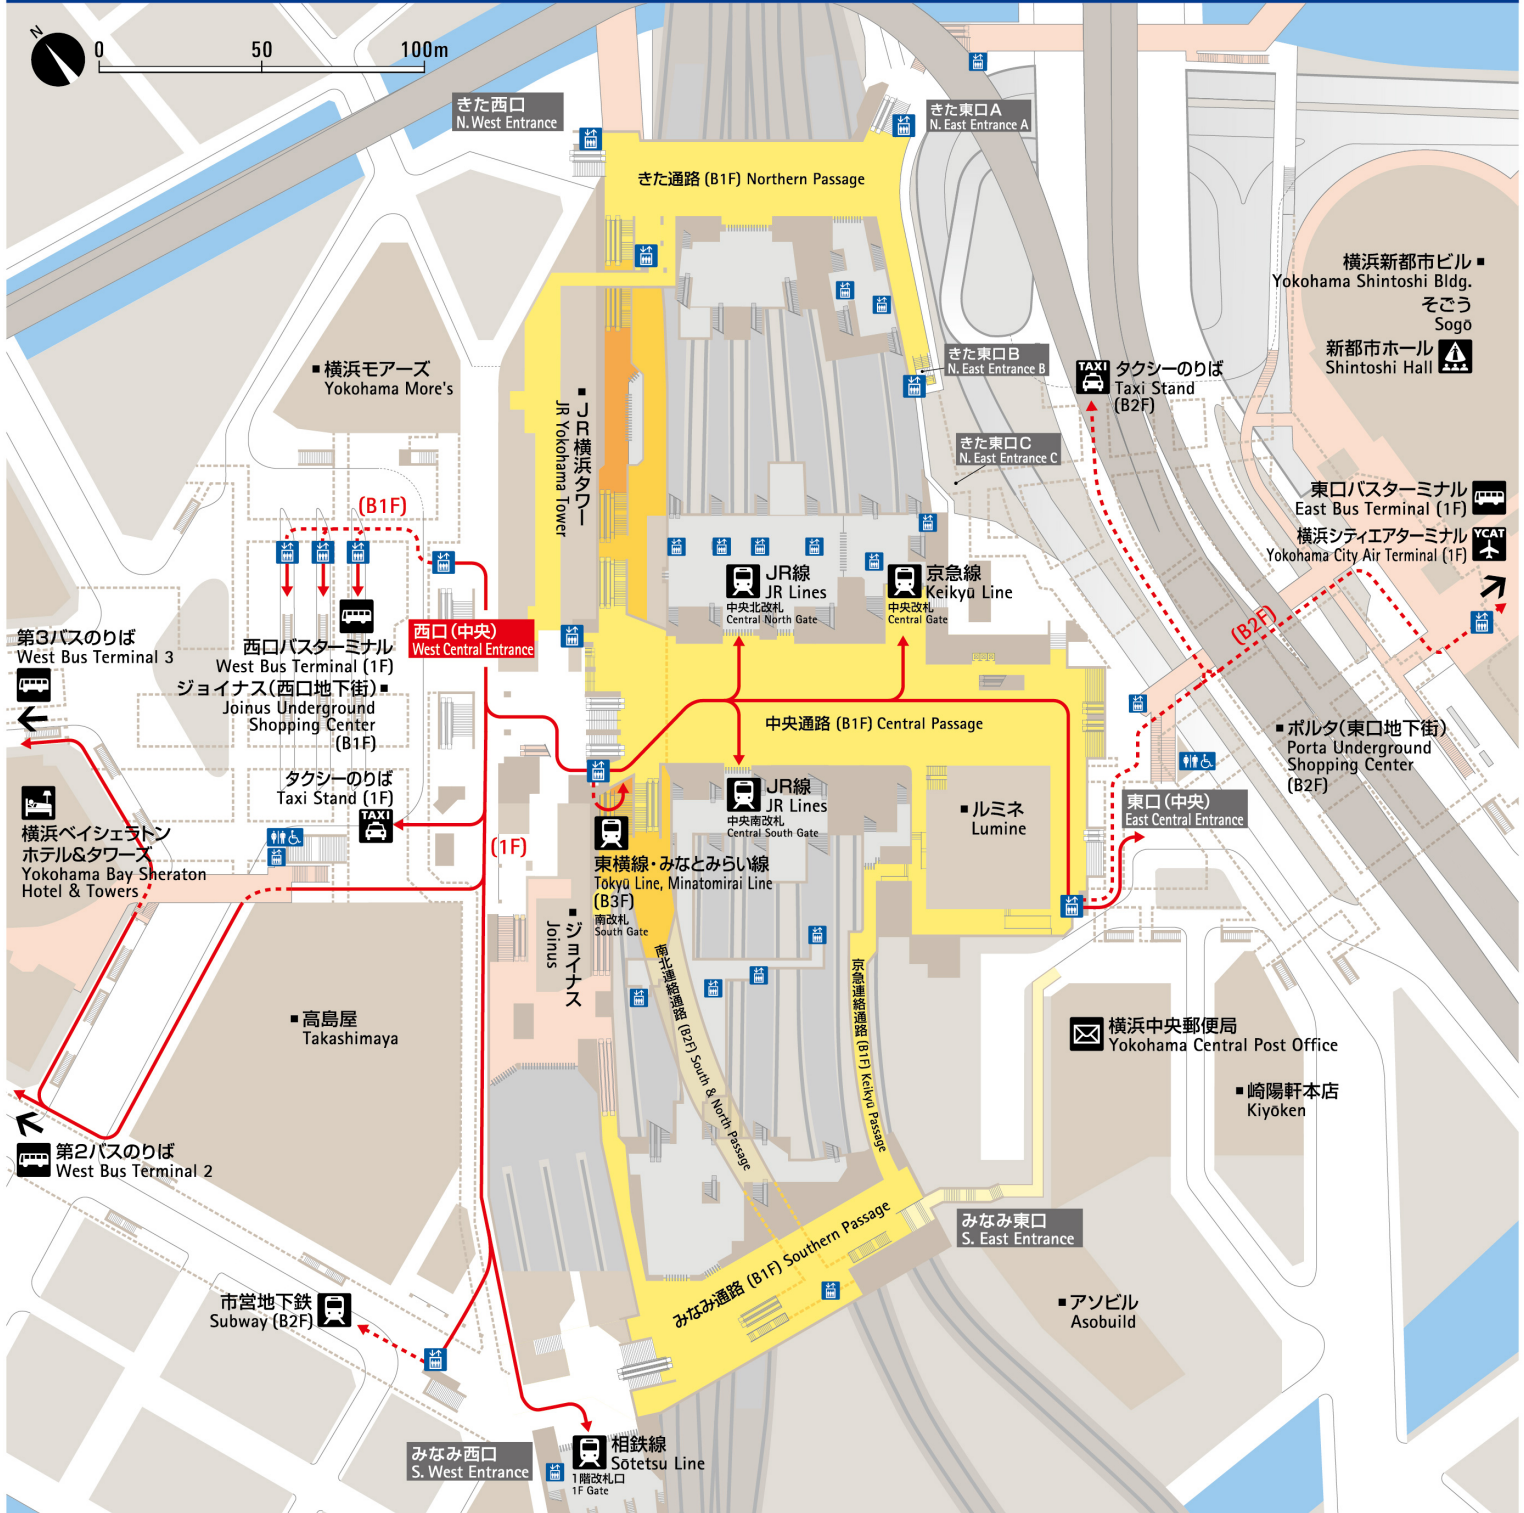 N
0 50 100m
きた西口
N. West Entrance
きた東口A
N. East Entrance A
きた通路 (B1F) Northern Passage
横浜新都市ビル
Yokohama Shintoshi Bldg.
そごう
Sogō
新都市ホール
Shintoshi Hall
きた東口B
N. East Entrance B
TAXI
タクシーのりば
Taxi Stand
(B2F)
横浜モアーズ
Yokohama More's
JR横浜タワー
JR Yokohama Tower
きた東口C
N. East Entrance C
東口バスターミナル
East Bus Terminal (1F)
横浜シティエアターミナル
Yokohama City Air Terminal (1F)
YCAT
(B1F)
JR線
JR Lines
中央北改札
Central North Gate
京急線
Keikyū Line
中央改札
Central Gate
(B2F)
西口(中央)
West Central Entrance
第3バスのりば
West Bus Terminal 3
西口バスターミナル
West Bus Terminal (1F)
ジョイナス(西口地下街)
Joinus Underground
Shopping Center
(B1F)
中央通路 (B1F) Central Passage
ポルタ(東口地下街)
Porta Underground
Shopping Center
(B2F)
タクシーのりば
Taxi Stand (1F)
TAXI
JR線
JR Lines
中央南改札
Central South Gate
ルミネ
Lumine
東口(中央)
East Central Entrance
横浜ベイシェラトン
ホテル&タワーズ
Yokohama Bay Sheraton
Hotel & Towers
(1F)
東横線・みなとみらい線
Tōkyū Line, Minatomirai Line
(B3F)
南改札
South Gate
ジョイナス
Joinus
南北連絡通路 (B2F) South & North Passage
京急連絡通路 (B1F) Keikyū Passage
高島屋
Takashimaya
横浜中央郵便局
Yokohama Central Post Office
崎陽軒本店
Kiyōken
第2バスのりば
West Bus Terminal 2
みなみ通路 (B1F) Southern Passage
みなみ東口
S. East Entrance
市営地下鉄
Subway (B2F)
アソビル
Asobuild
みなみ西口
S. West Entrance
相鉄線
Sōtetsu Line
1階改札口
1F Gate